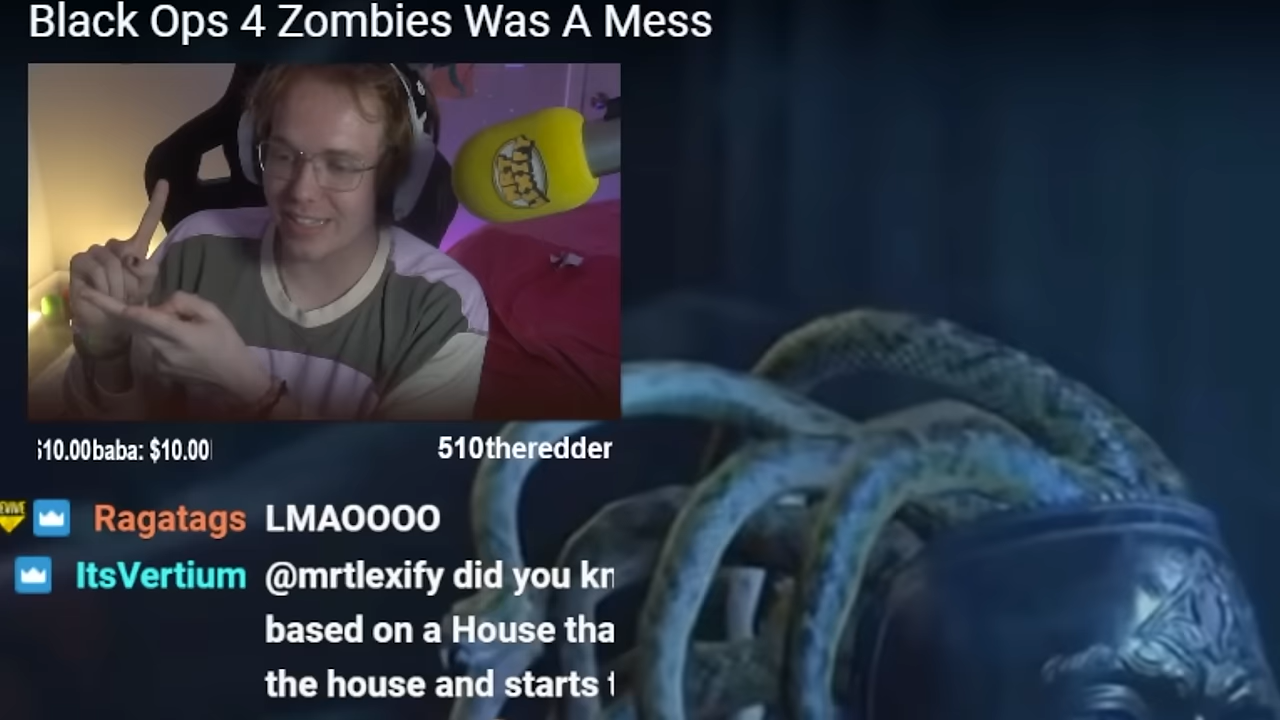 Black Ops 4 Zombies Was A Mess
$10.00baba: $10.00
510theredder
Ragatags LMAOOOO
ItsVertium @mrtlexify did you kn
based on a House tha
the house and starts t